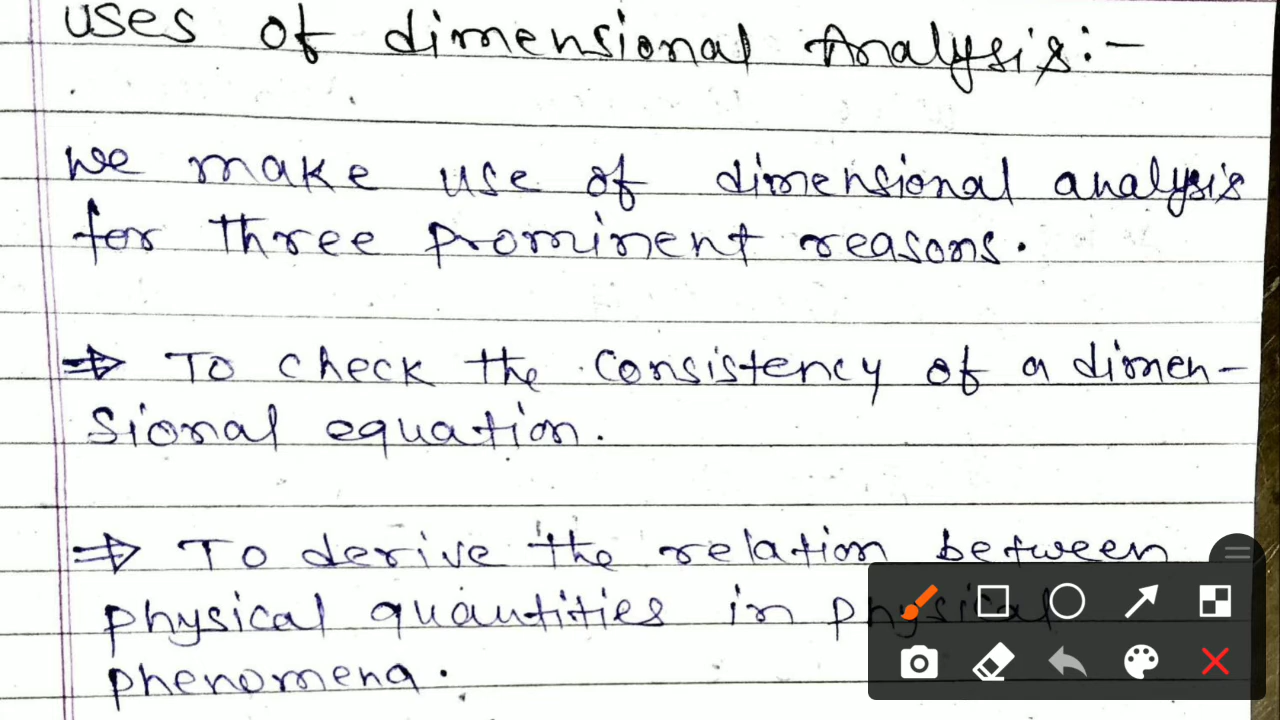 uses of dimensional Analysis:-
we make use of dimensional analysis
for three prominent reasons.
⇒ To check the consistency of a dimen-
sional equation.
⇒ To derive the relation between
physical quantities in physical
phenomena.